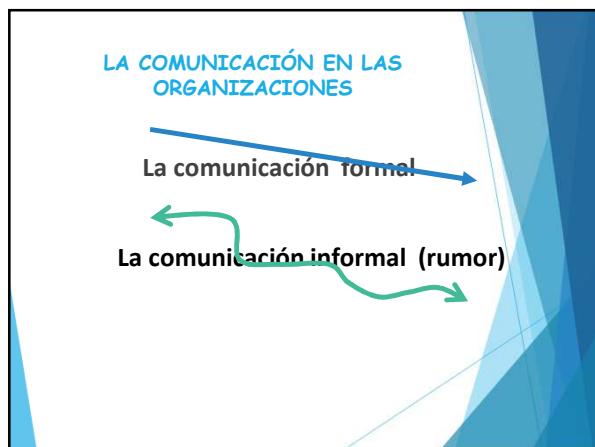 LA COMUNICACIÓN EN LAS
ORGANIZACIONES
La comunicación formal
La comunicación informal (rumor)